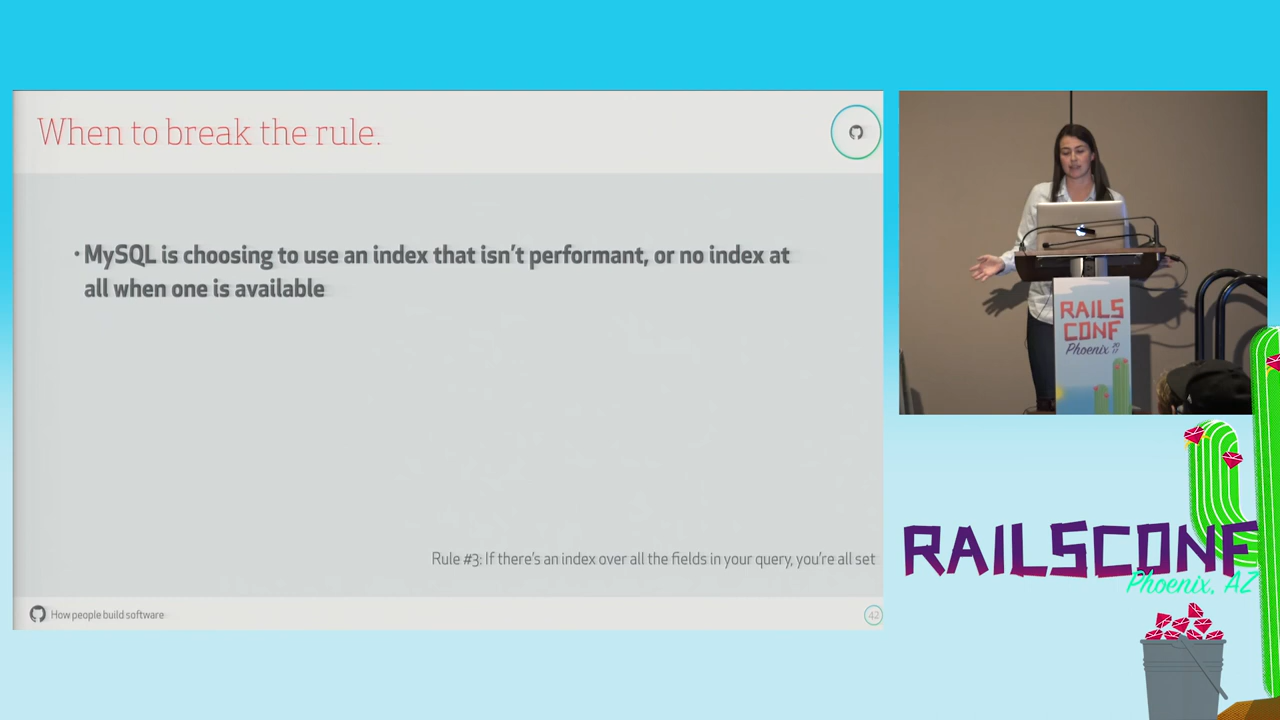 When to break the rule.
• MySQL is choosing to use an index that isn't performant, or no index at
all when one is available
Rule #3: If there's an index over all the fields in your query, you're all set
How people build software
42
RAILS
CONF
Phoenix 2017
RAILSCONF
Phoenix, AZ